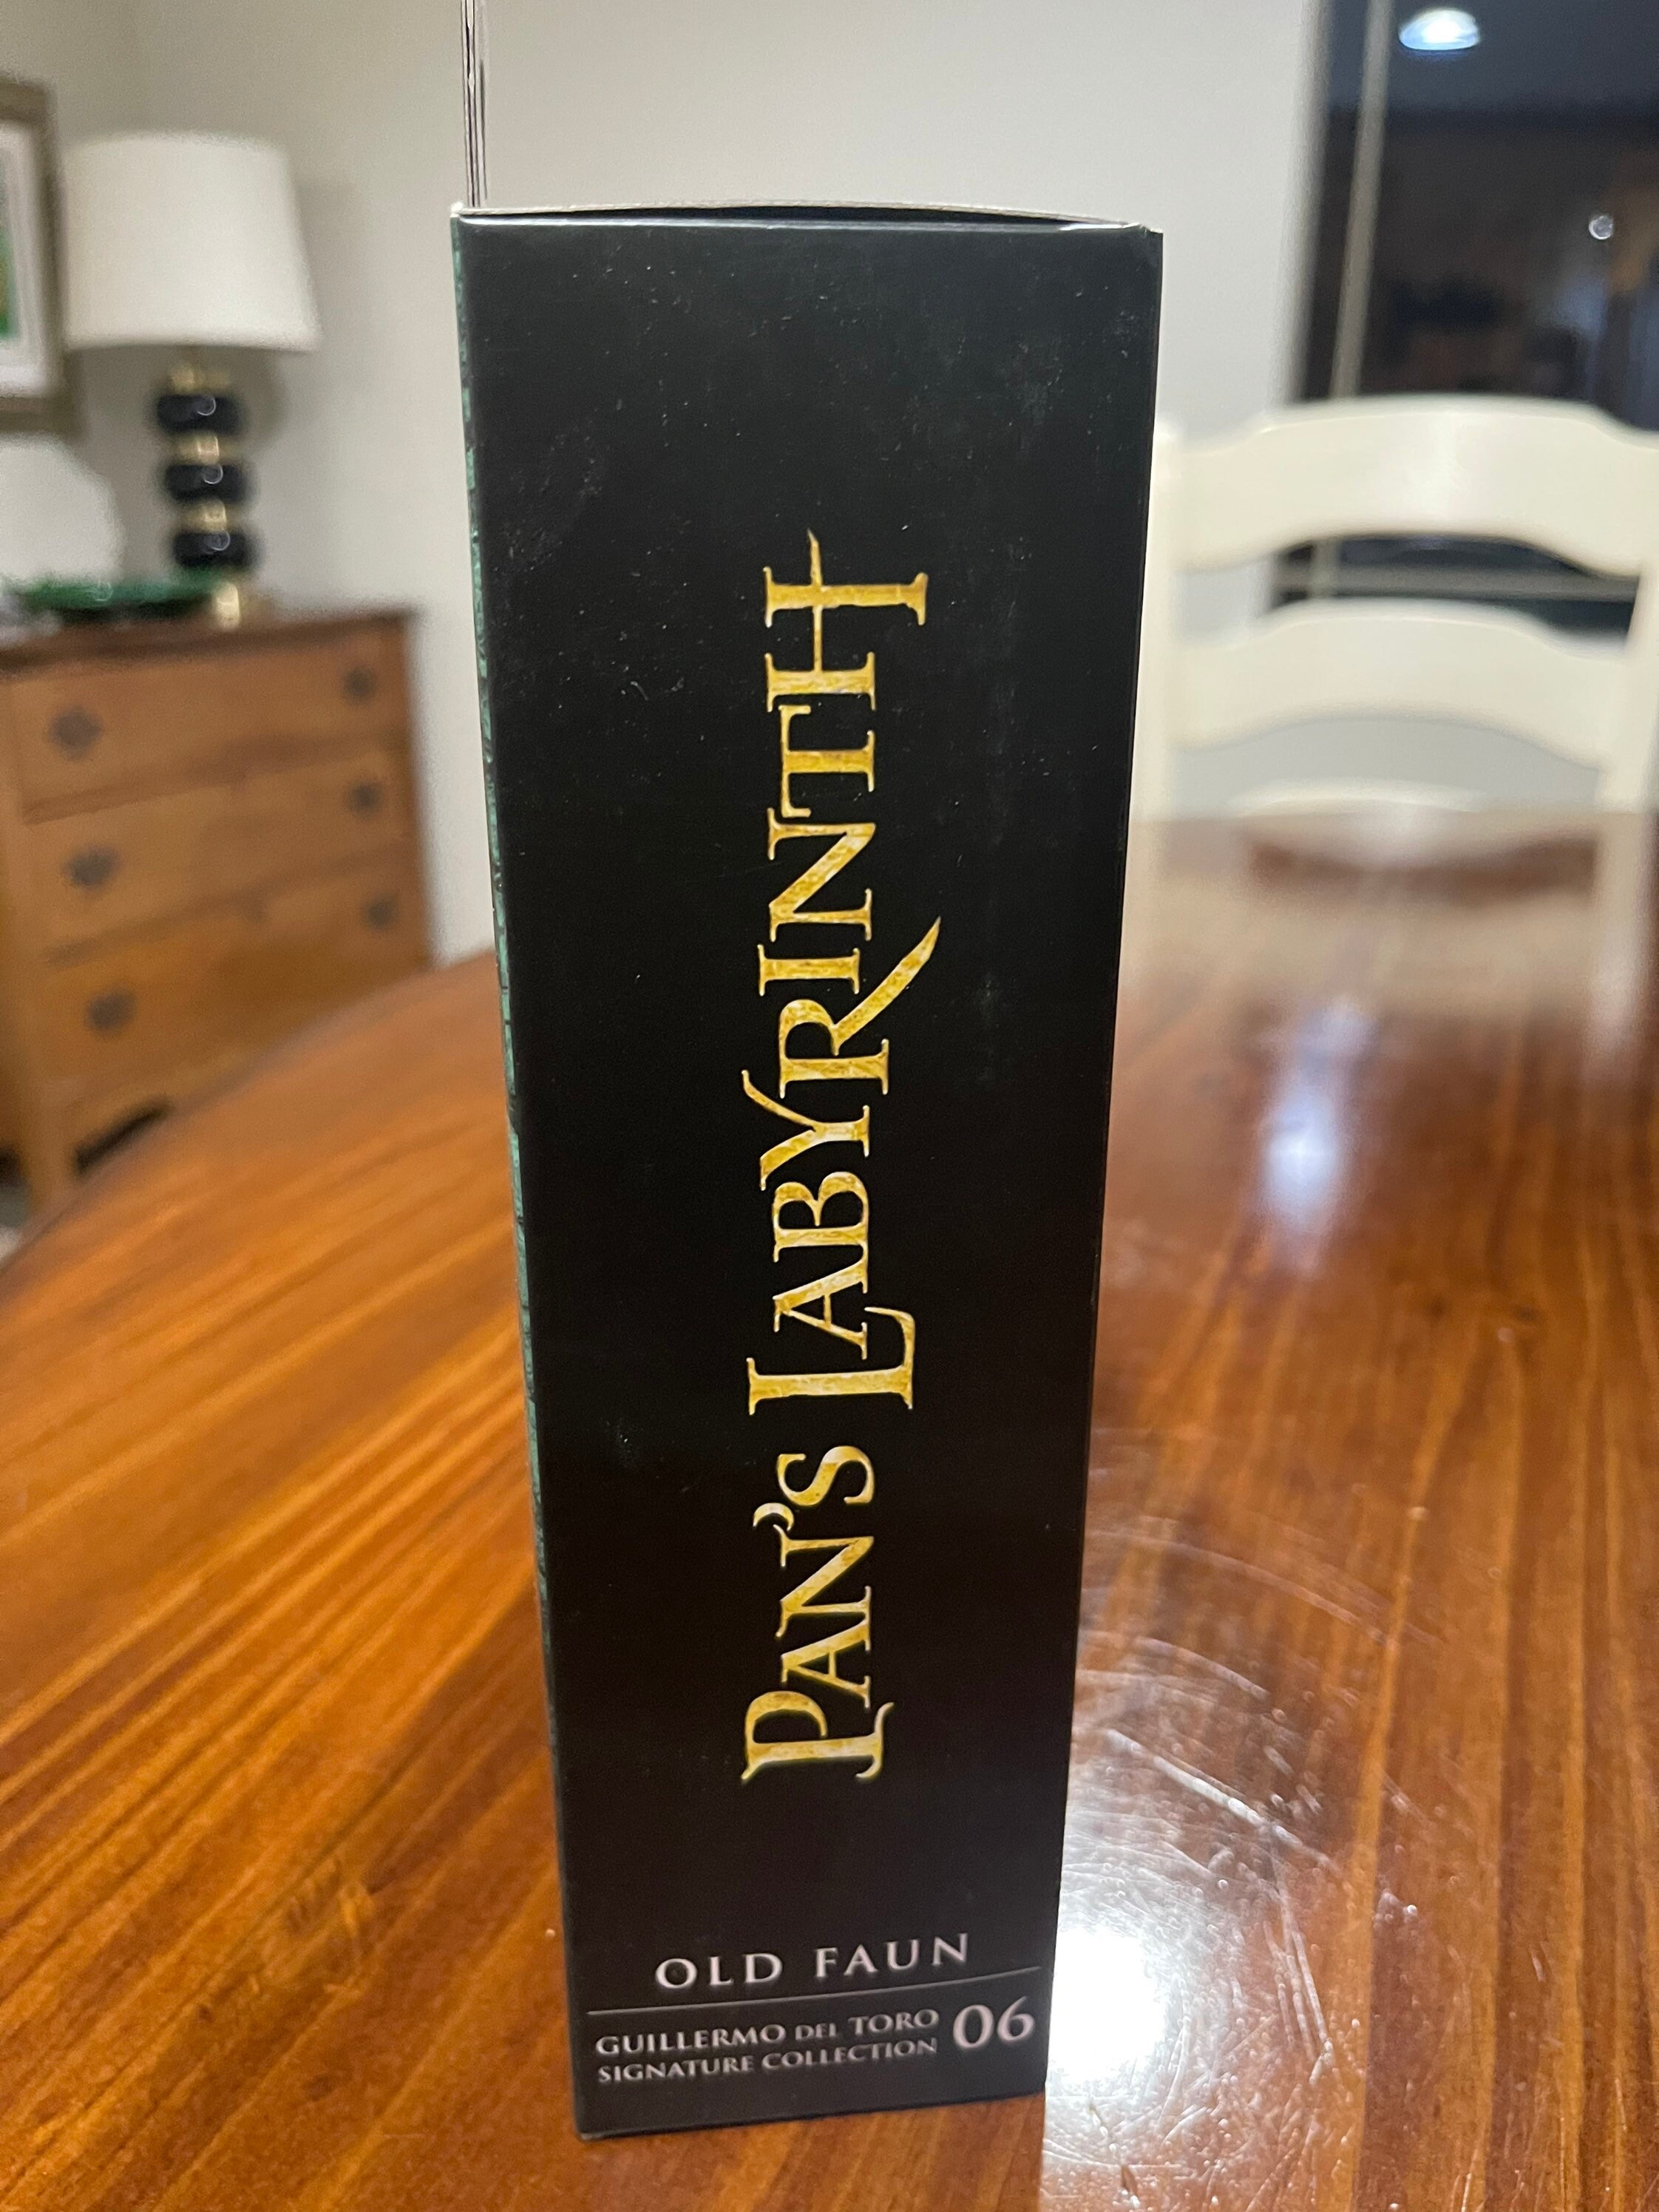 PAN'S LABYRINTH
OLD FAUN
GUILLERMO DEL TORO
SIGNATURE COLLECTION 06